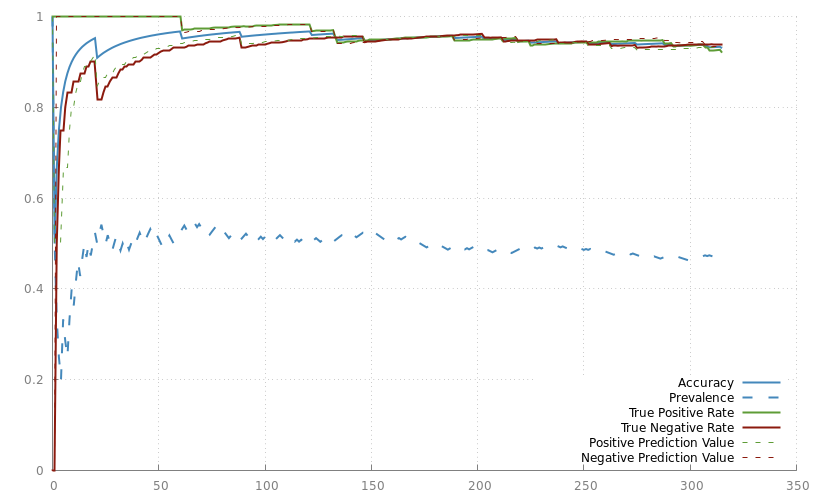 1
0.8
0.6
0.4
0.2
0
Accuracy
Prevalence
True Positive Rate
True Negative Rate
Positive Prediction Value
Negative Prediction Value
0 50 100 150 200 250 300 350